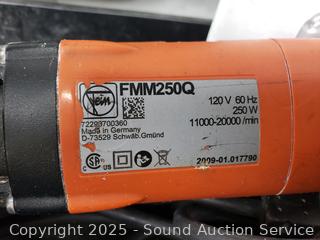 Fein
FMM250Q
120 V 60 Hz
250 W
11000-20000 /min
72293700360
Made in Germany
D-73529 Schwäb.Gmünd
2009-01.017790
Copyright 2025 - Sound Auction Service